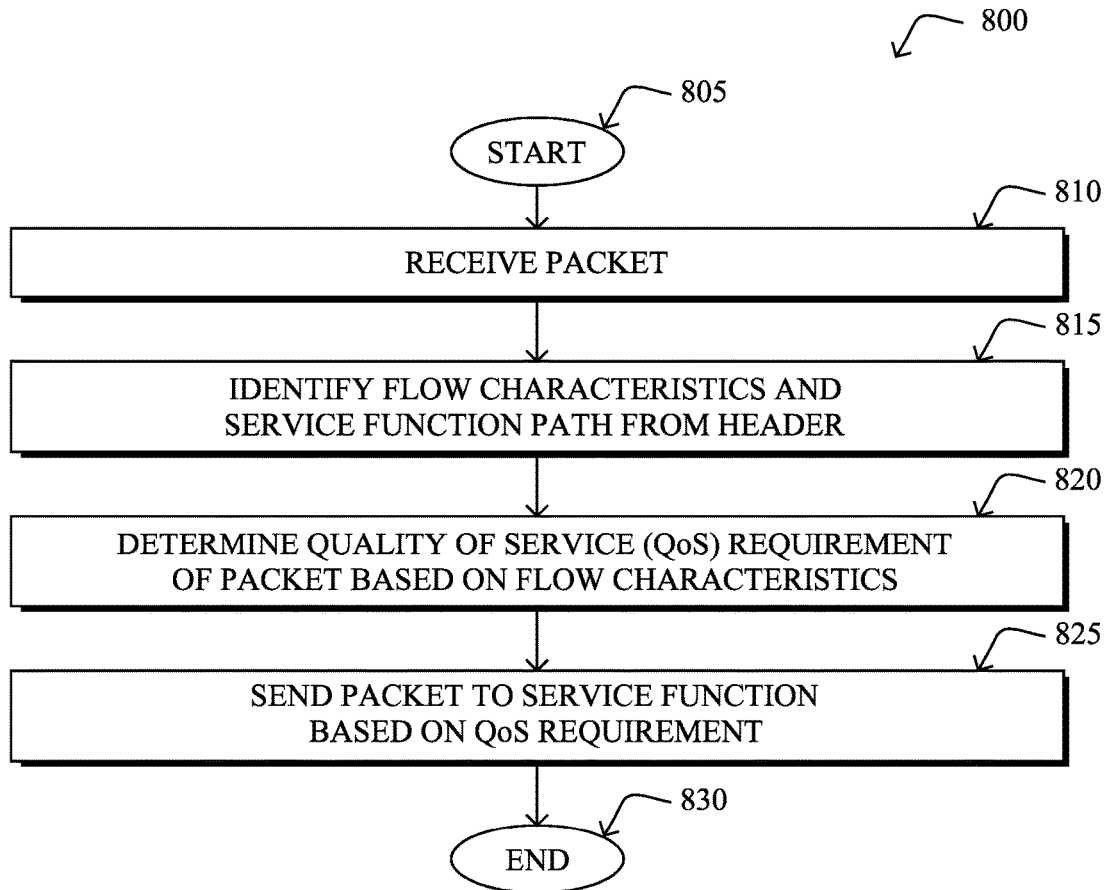 800
805
START
810
RECEIVE PACKET
815
IDENTIFY FLOW CHARACTERISTICS AND
SERVICE FUNCTION PATH FROM HEADER
820
DETERMINE QUALITY OF SERVICE (QoS) REQUIREMENT
OF PACKET BASED ON FLOW CHARACTERISTICS
825
SEND PACKET TO SERVICE FUNCTION
BASED ON QoS REQUIREMENT
830
END